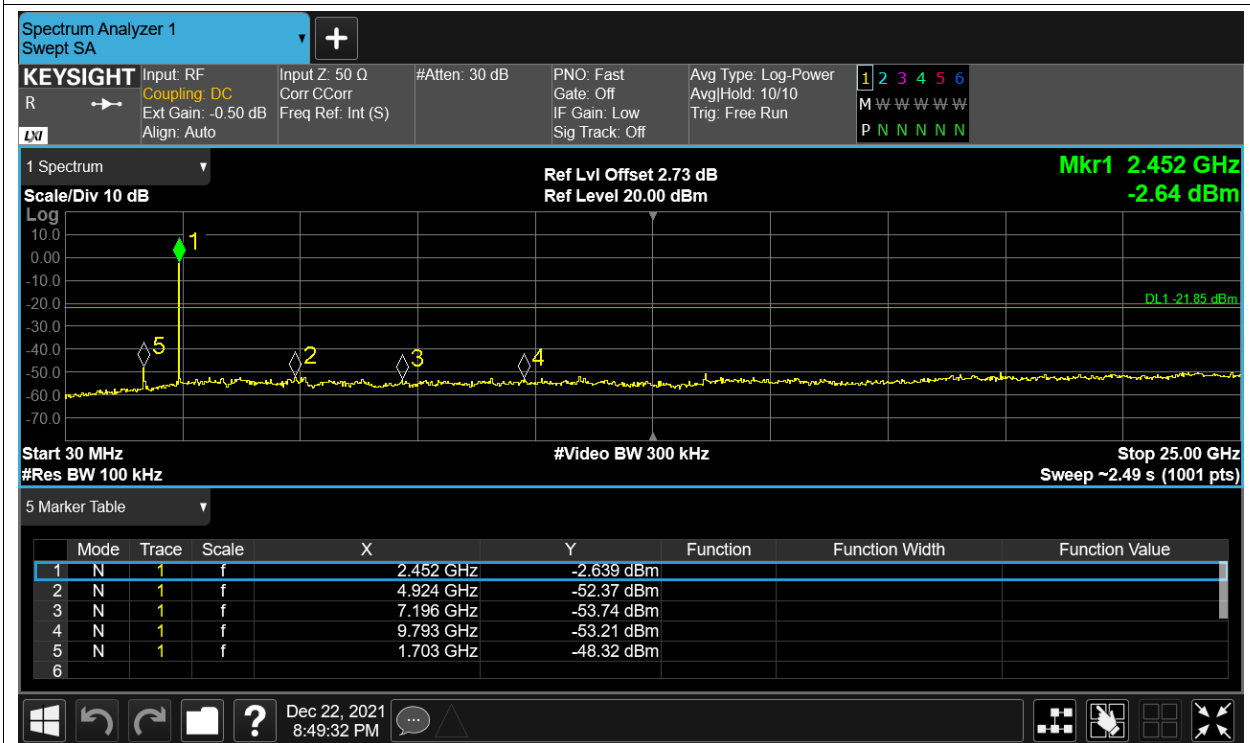 Spectrum Analyzer 1
Swept SA
KEYSIGHT
R
LXI
Input: RF
Coupling: DC
Ext Gain: -0.50 dB
Align: Auto
Input Z: 50 Ω
Corr CCorr
Freq Ref: Int (S)
#Atten: 30 dB
PNO: Fast
Gate: Off
IF Gain: Low
Sig Track: Off
Avg Type: Log-Power
Avg|Hold: 10/10
Trig: Free Run
1 2 3 4 5 6
M W W W W W
P N N N N N
1 Spectrum
Scale/Div 10 dB
Ref Lvl Offset 2.73 dB
Ref Level 20.00 dBm
Mkr1 2.452 GHz
-2.64 dBm
Log
10.0
0.00
-10.0
-20.0
-30.0
-40.0
-50.0
-60.0
-70.0
1
5
2
3
4
DL1 -21.85 dBm
Start 30 MHz
#Video BW 300 kHz
Stop 25.00 GHz
#Res BW 100 kHz
Sweep ~2.49 s (1001 pts)
5 Marker Table
Mode Trace Scale X Y Function Function Width Function Value
1 N 1 f 2.452 GHz -2.639 dBm
2 N 1 f 4.924 GHz -52.37 dBm
3 N 1 f 7.196 GHz -53.74 dBm
4 N 1 f 9.793 GHz -53.21 dBm
5 N 1 f 1.703 GHz -48.32 dBm
6
?
Dec 22, 2021
8:49:32 PM